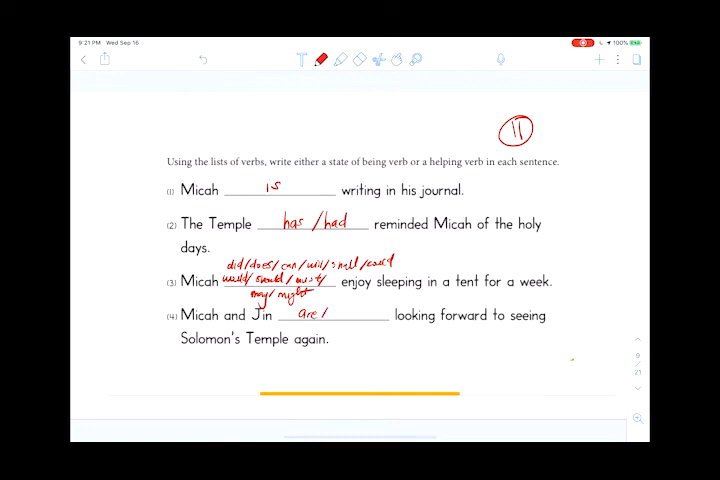 9:21 PM Wed Sep 16
100%
T
11
Using the lists of verbs, write either a state of being verb or a helping verb in each sentence.
(1) Micah is writing in his journal.
(2) The Temple has/had reminded Micah of the holy
days.
did/does/can/will/shall/could
(3) Micah would/should/must/ enjoy sleeping in a tent for a week.
may/might
(4) Micah and Jin are/ looking forward to seeing
Solomon's Temple again.
9
/
21